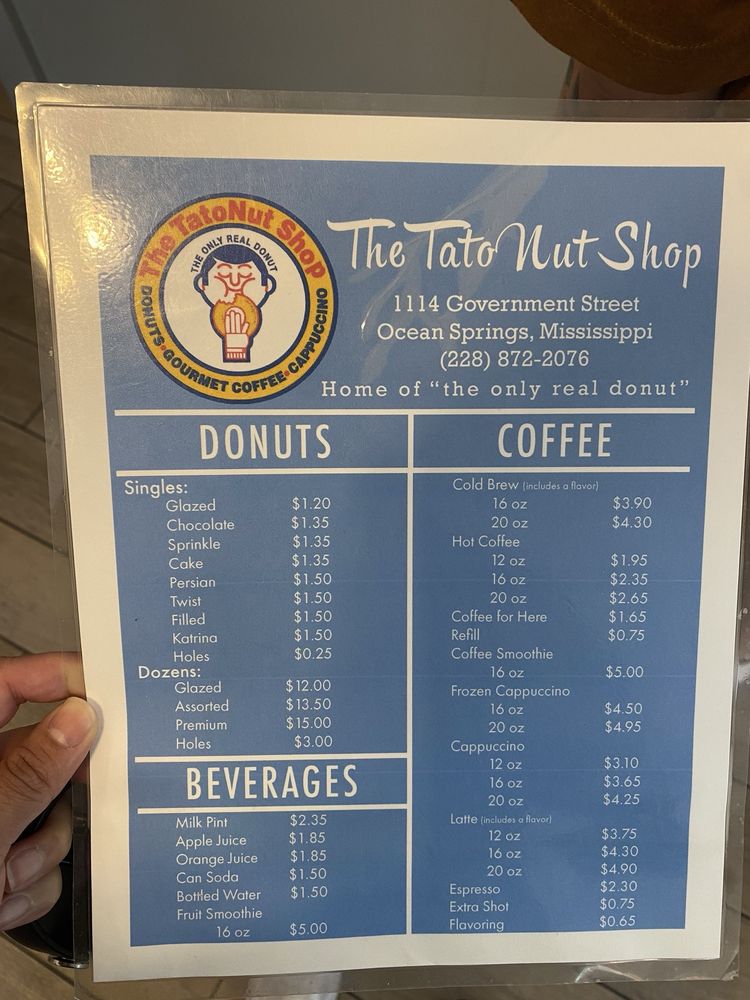 The TatoNut Shop
THE ONLY REAL DONUT
DONUTS•GOURMET COFFEE•CAPPUCCINO
The Tato Nut Shop
1114 Government Street
Ocean Springs, Mississippi
(228) 872-2076
Home of “the only real donut”
DONUTS
Singles:
Glazed $1.20
Chocolate $1.35
Sprinkle $1.35
Cake $1.35
Persian $1.50
Twist $1.50
Filled $1.50
Katrina $1.50
Holes $0.25
Dozens:
Glazed $12.00
Assorted $13.50
Premium $15.00
Holes $3.00
BEVERAGES
Milk Pint $2.35
Apple Juice $1.85
Orange Juice $1.85
Can Soda $1.50
Bottled Water $1.50
Fruit Smoothie
16 oz $5.00
COFFEE
Cold Brew (includes a flavor)
16 oz $3.90
20 oz $4.30
Hot Coffee
12 oz $1.95
16 oz $2.35
20 oz $2.65
Coffee for Here $1.65
Refill $0.75
Coffee Smoothie
16 oz $5.00
Frozen Cappuccino
16 oz $4.50
20 oz $4.95
Cappuccino
12 oz $3.10
16 oz $3.65
20 oz $4.25
Latte (includes a flavor)
12 oz $3.75
16 oz $4.30
20 oz $4.90
Espresso $2.30
Extra Shot $0.75
Flavoring $0.65